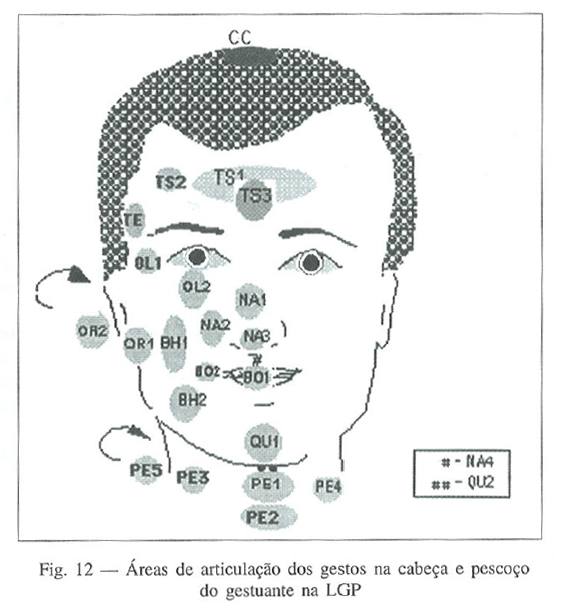 CC
TS2 TS1
TS3
TE
OL1
OL2
NA1
OR2 NA2 NA3
OR1 BH1
#
BO2 BO1
BH2
QU1
# - NA4
## - QU2
PE5 PE3 PE1 PE4
PE2
Fig. 12 — Áreas de articulação dos gestos na cabeça e pescoço
do gestuante na LGP